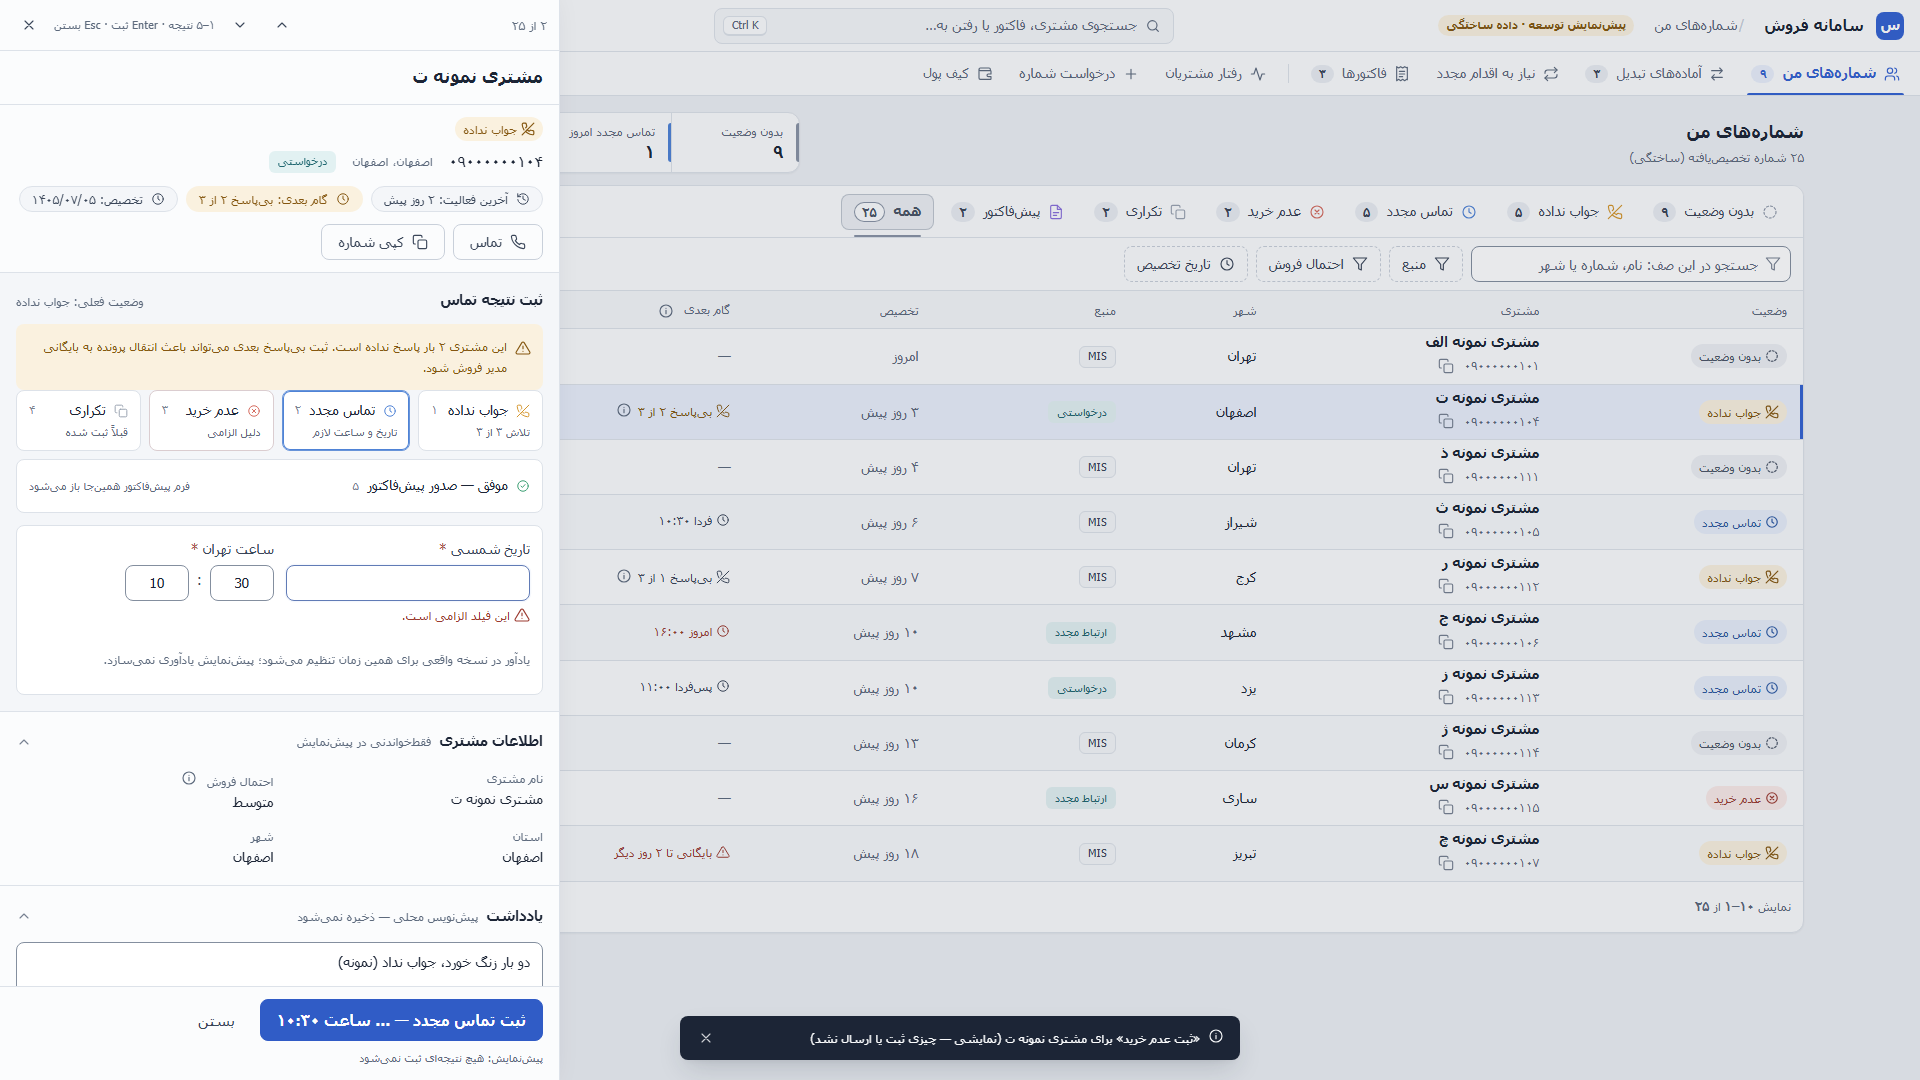 س سامانه فروش / شماره‌های من پیش‌نمایش توسعه · داده ساختگی
جستجوی مشتری، فاکتور یا رفتن به... Ctrl K
شماره‌های من ۹ آماده‌های تبدیل ۳ نیاز به اقدام مجدد فاکتورها ۳ رفتار مشتریان درخواست شماره کیف پول
شماره‌های من
۲۵ شماره تخصیص‌یافته (ساختگی)
بدون وضعیت
۹
تماس مجدد امروز
۱
بدون وضعیت ۹ جواب نداده ۵ تماس مجدد ۵ عدم خرید ۲ تکراری ۲ پیش‌فاکتور ۲ همه ۲۵
جستجو در این صف: نام، شماره یا شهر منبع احتمال فروش تاریخ تخصیص
وضعیت مشتری شهر منبع تخصیص گام بعدی
بدون وضعیت مشتری نمونه الف ۰۹۰۰۰۰۰۰۱۰۱ تهران MIS امروز —
جواب نداده مشتری نمونه ت ۰۹۰۰۰۰۰۰۱۰۴ اصفهان درخواستی ۳ روز پیش بی‌پاسخ ۲ از ۳
بدون وضعیت مشتری نمونه ذ ۰۹۰۰۰۰۰۰۱۱۱ تهران MIS ۴ روز پیش —
تماس مجدد مشتری نمونه ث ۰۹۰۰۰۰۰۰۱۰۵ شیراز MIS ۶ روز پیش فردا ۱۰:۳۰
جواب نداده مشتری نمونه ر ۰۹۰۰۰۰۰۰۱۱۲ کرج MIS ۷ روز پیش بی‌پاسخ ۱ از ۳
تماس مجدد مشتری نمونه ج ۰۹۰۰۰۰۰۰۱۰۶ مشهد ارتباط مجدد ۱۰ روز پیش امروز ۱۶:۰۰
تماس مجدد مشتری نمونه ز ۰۹۰۰۰۰۰۰۱۱۳ یزد درخواستی ۱۰ روز پیش پس‌فردا ۱۱:۰۰
بدون وضعیت مشتری نمونه ژ ۰۹۰۰۰۰۰۰۱۱۴ کرمان MIS ۱۳ روز پیش —
عدم خرید مشتری نمونه س ۰۹۰۰۰۰۰۰۱۱۵ ساری ارتباط مجدد ۱۶ روز پیش —
جواب نداده مشتری نمونه چ ۰۹۰۰۰۰۰۰۱۰۷ تبریز MIS ۱۸ روز پیش بایگانی تا ۲ روز دیگر
نمایش ۱–۱۰ از ۲۵
«ثبت عدم خرید» برای مشتری نمونه ت (نمایشی — چیزی ثبت یا ارسال نشد)
۲ از ۲۵ ۱–۵ نتیجه · Enter ثبت · Esc بستن
مشتری نمونه ت
جواب نداده
۰۹۰۰۰۰۰۰۱۰۴ اصفهان، اصفهان درخواستی
آخرین فعالیت: ۲ روز پیش گام بعدی: بی‌پاسخ ۲ از ۳ تخصیص: ۱۴۰۵/۰۷/۰۵
تماس کپی شماره
ثبت نتیجه تماس وضعیت فعلی: جواب نداده
این مشتری ۲ بار پاسخ نداده است. ثبت بی‌پاسخ بعدی می‌تواند باعث انتقال پرونده به بایگانی
مدیر فروش شود.
جواب نداده ۱ تماس مجدد ۲ عدم خرید ۳ تکراری ۴
تلاش ۳ از ۳ تاریخ و ساعت لازم دلیل الزامی قبلاً ثبت شده
موفق — صدور پیش‌فاکتور ۵ فرم پیش‌فاکتور همین‌جا باز می‌شود
تاریخ شمسی * ساعت تهران *
30 : 10
این فیلد الزامی است.
یادآور در نسخه واقعی برای همین زمان تنظیم می‌شود؛ پیش‌نمایش یادآوری نمی‌سازد.
اطلاعات مشتری فقط‌خواندنی در پیش‌نمایش
نام مشتری احتمال فروش
مشتری نمونه ت متوسط
استان شهر
اصفهان اصفهان
یادداشت پیش‌نویس محلی — ذخیره نمی‌شود
دو بار زنگ خورد، جواب نداد (نمونه)
ثبت تماس مجدد — ... ساعت ۱۰:۳۰ بستن
پیش‌نمایش: هیچ نتیجه‌ای ثبت نمی‌شود